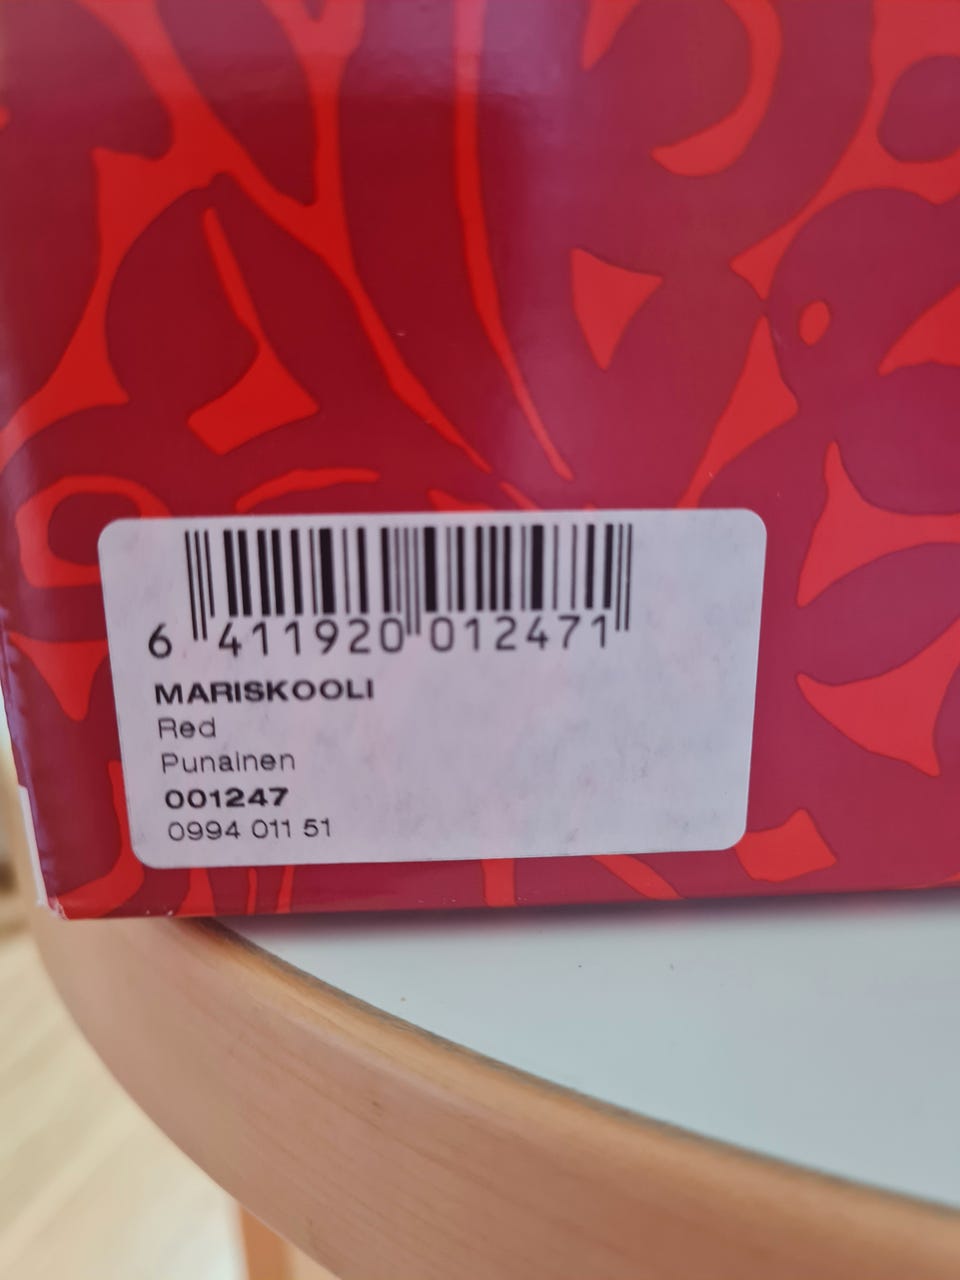 6 411920 012471
MARISKOOLI
Red
Punainen
001247
0994 011 51